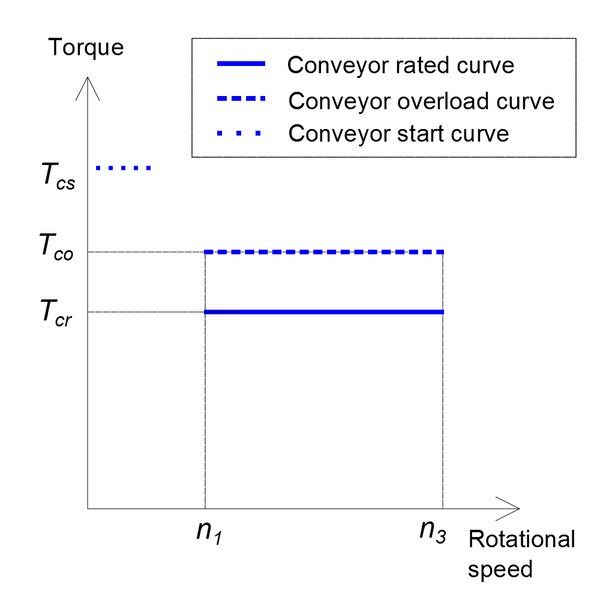 Torque
Conveyor rated curve
Conveyor overload curve
Conveyor start curve
Tcs
Tco
Tcr
n1
n3
Rotational
speed